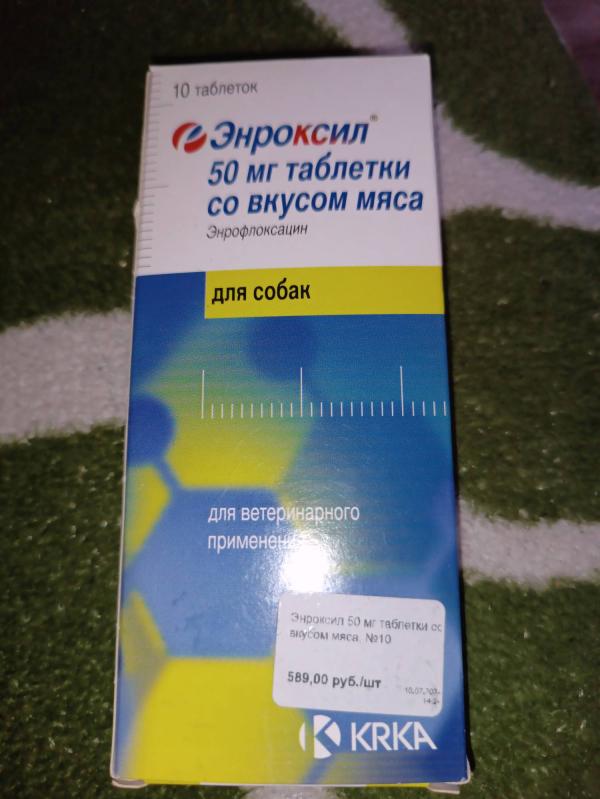 10 таблеток
Энроксил®
50 мг таблетки
со вкусом мяса
Энрофлоксацин
для собак
для ветеринарного
применени
Энроксил 50 мг таблетки со
вкусом мяса. №10
589,00 руб./шт
KRKA